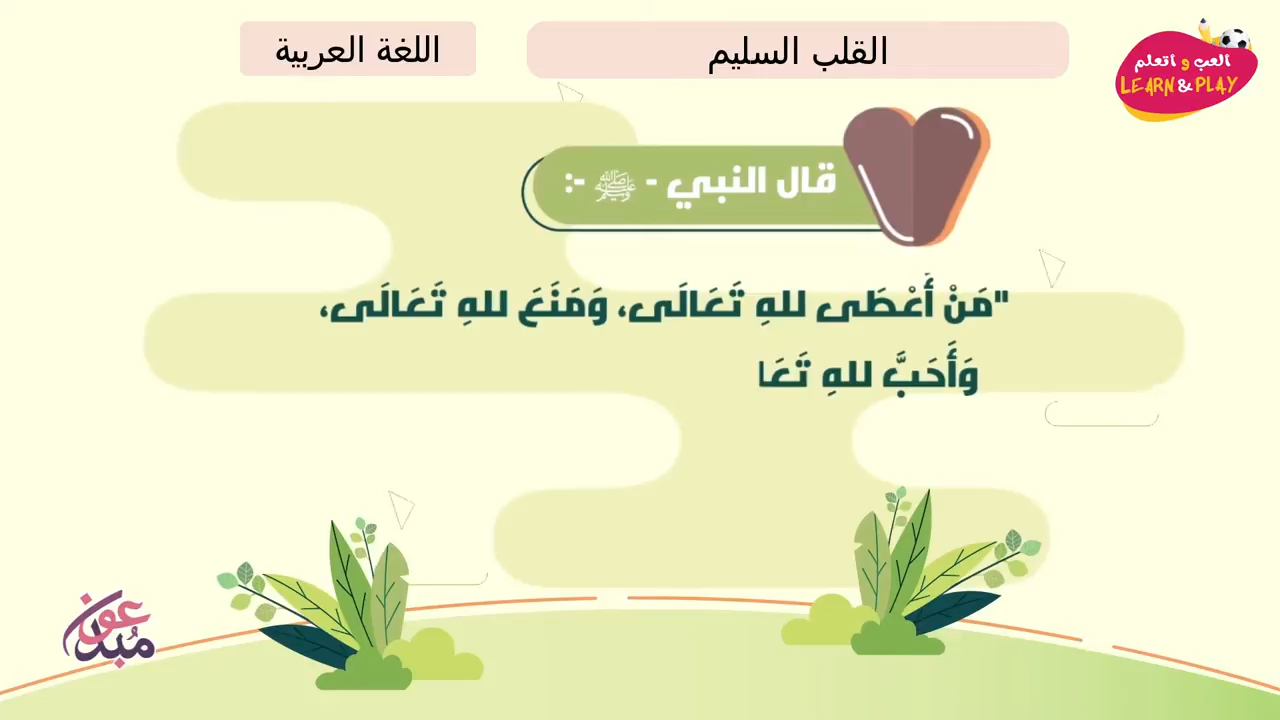 القلب السليم
اللغة العربية
العب و اتعلم
LEARN & PLAY
قال النبي - ﷺ -:
"مَنْ أَعْطَى للهِ تَعَالَى، وَمَنَعَ للهِ تَعَالَى،
وَأَحَبَّ للهِ تَعَا
مُبدعون